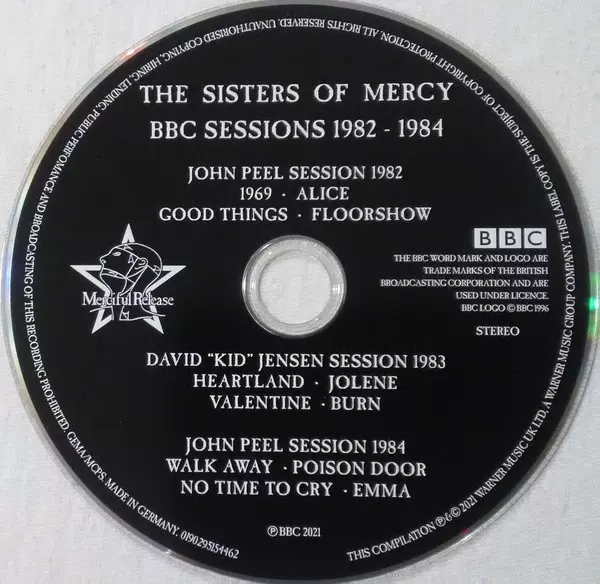 THE SISTERS OF MERCY
BBC SESSIONS 1982 - 1984
JOHN PEEL SESSION 1982
1969 · ALICE
GOOD THINGS · FLOORSHOW
Merciful Release
BBC
THE BBC WORD MARK AND LOGO ARE
TRADE MARKS OF THE BRITISH
BROADCASTING CORPORATION AND ARE
USED UNDER LICENCE.
BBC LOGO © BBC 1996
STEREO
DAVID "KID" JENSEN SESSION 1983
HEARTLAND · JOLENE
VALENTINE · BURN
JOHN PEEL SESSION 1984
WALK AWAY · POISON DOOR
NO TIME TO CRY · EMMA
℗ BBC 2021
THIS COMPILATION ℗ & © 2021 WARNER MUSIC UK LTD. A WARNER MUSIC GROUP COMPANY. THIS LABEL COPY IS THE SUBJECT OF COPYRIGHT PROTECTION. ALL RIGHTS RESERVED. UNAUTHORISED COPYING, HIRING, LENDING, PUBLIC PERFOMANCE AND BROADCASTING OF THIS RECORDING PROHIBITED. GEMA/MCPS. MADE IN GERMANY. 0190295154462